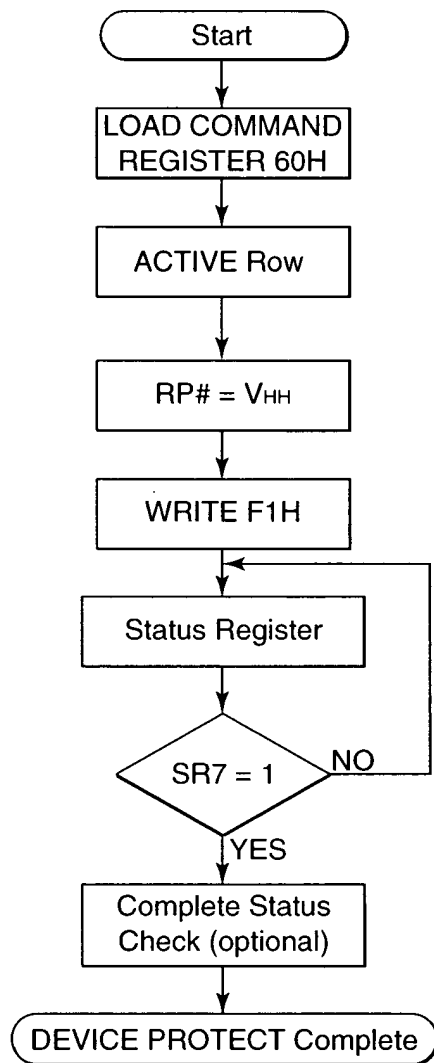 Start
LOAD COMMAND
REGISTER 60H
ACTIVE Row
RP# = VHH
WRITE F1H
Status Register
SR7 = 1
NO
YES
Complete Status
Check (optional)
DEVICE PROTECT Complete